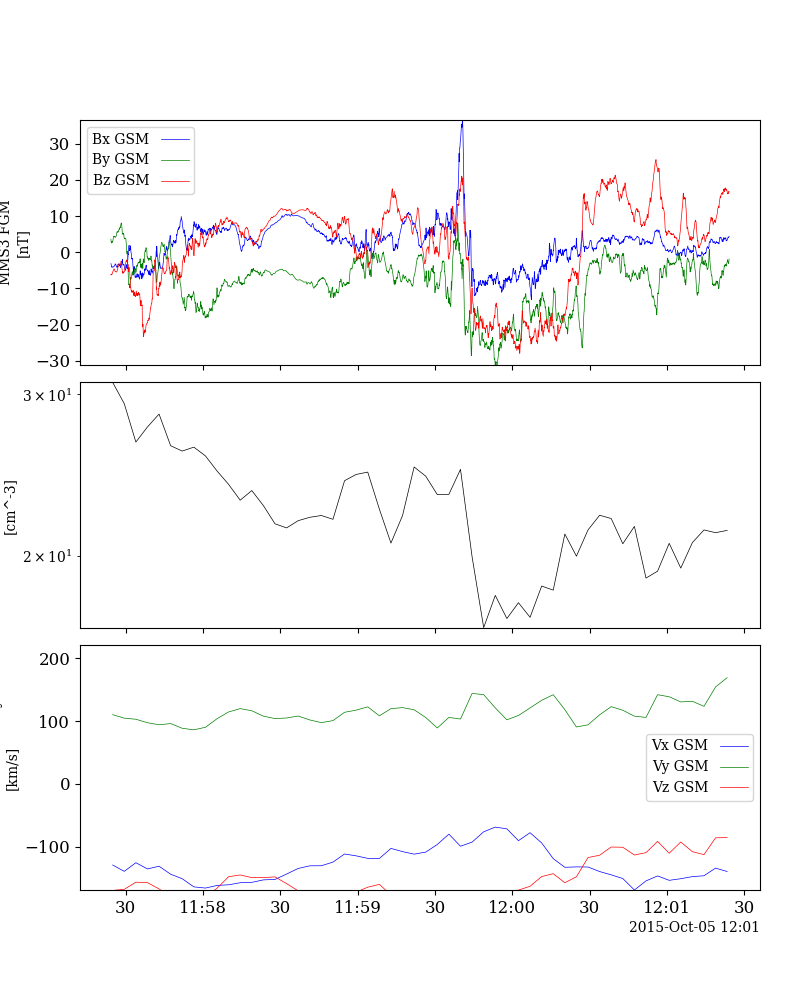 MMS3 FGM
[nT]
30
20
10
0
−10
−20
−30
Bx GSM
By GSM
Bz GSM
[cm^-3]
3 × 10¹
2 × 10¹
[km/s]
200
100
0
−100
Vx GSM
Vy GSM
Vz GSM
30 11:58 30 11:59 30 12:00 30 12:01 30
2015-Oct-05 12:01